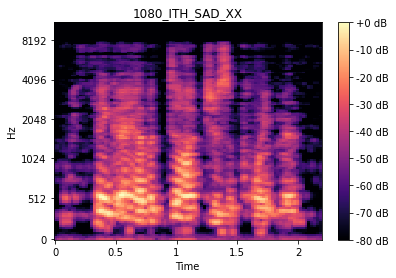 1080_ITH_SAD_XX
8192
4096
2048
1024
512
0
Hz
0
0.5
1
1.5
2
Time
+0 dB
-10 dB
-20 dB
-30 dB
-40 dB
-50 dB
-60 dB
-70 dB
-80 dB